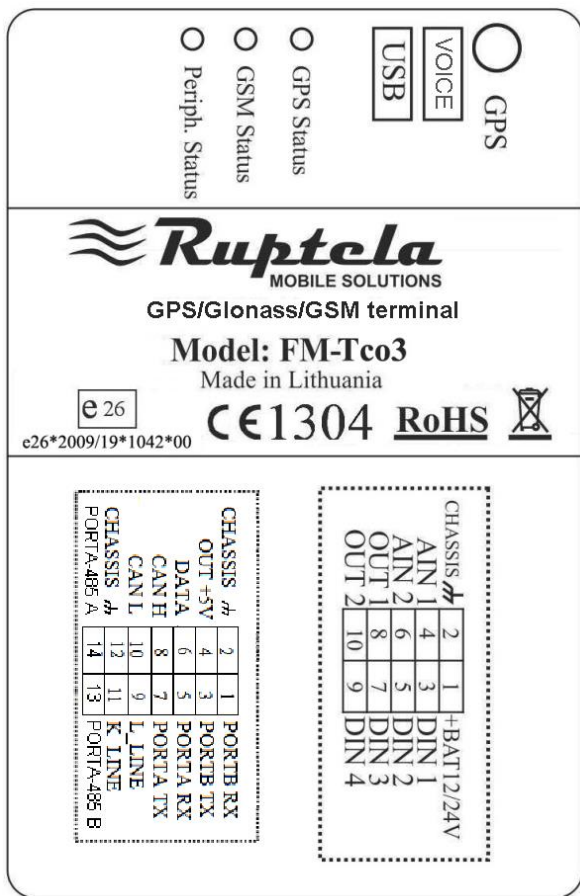 GPS
VOICE
USB
GPS Status
GSM Status
Periph. Status
Ruptela
MOBILE SOLUTIONS
GPS/Glonass/GSM terminal
Model: FM-Tco3
Made in Lithuania
e 26
e26*2009/19*1042*00
CE1304 RoHS
CHASSIS 2 1 +BAT12/24V
AIN 1 4 3 DIN 1
AIN 2 6 5 DIN 2
OUT 1 8 7 DIN 3
OUT 2 10 9 DIN 4
CHASSIS 2 1 PORTB RX
OUT +5V 4 3 PORTB TX
DATA 6 5 PORTA RX
CAN H 8 7 PORTA TX
CAN L 10 9 L_LINE
CHASSIS 12 11 K_LINE
PORTA-485 A 14 13 PORTA-485 B